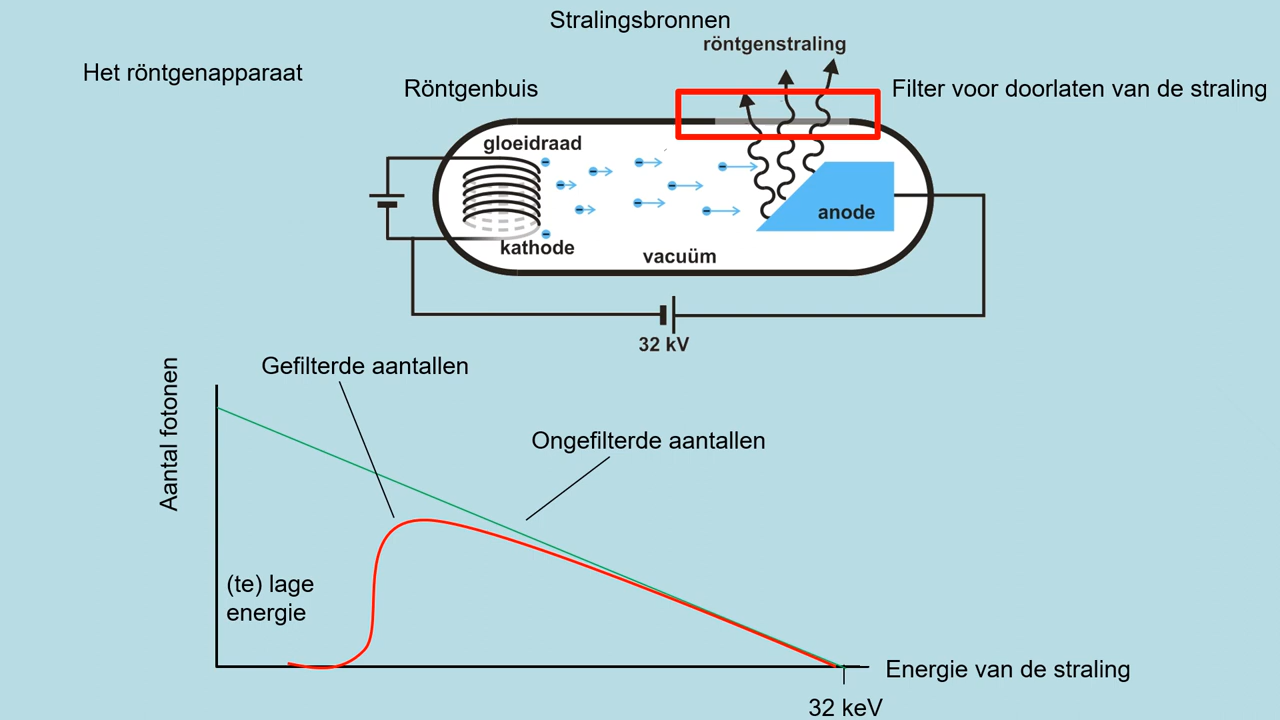 Stralingsbronnen
röntgenstraling
Het röntgenapparaat
Röntgenbuis
Filter voor doorlaten van de straling
gloeidraad
anode
kathode
vacuüm
32 kV
Gefilterde aantallen
Aantal fotonen
Ongefilterde aantallen
(te) lage
energie
Energie van de straling
32 keV